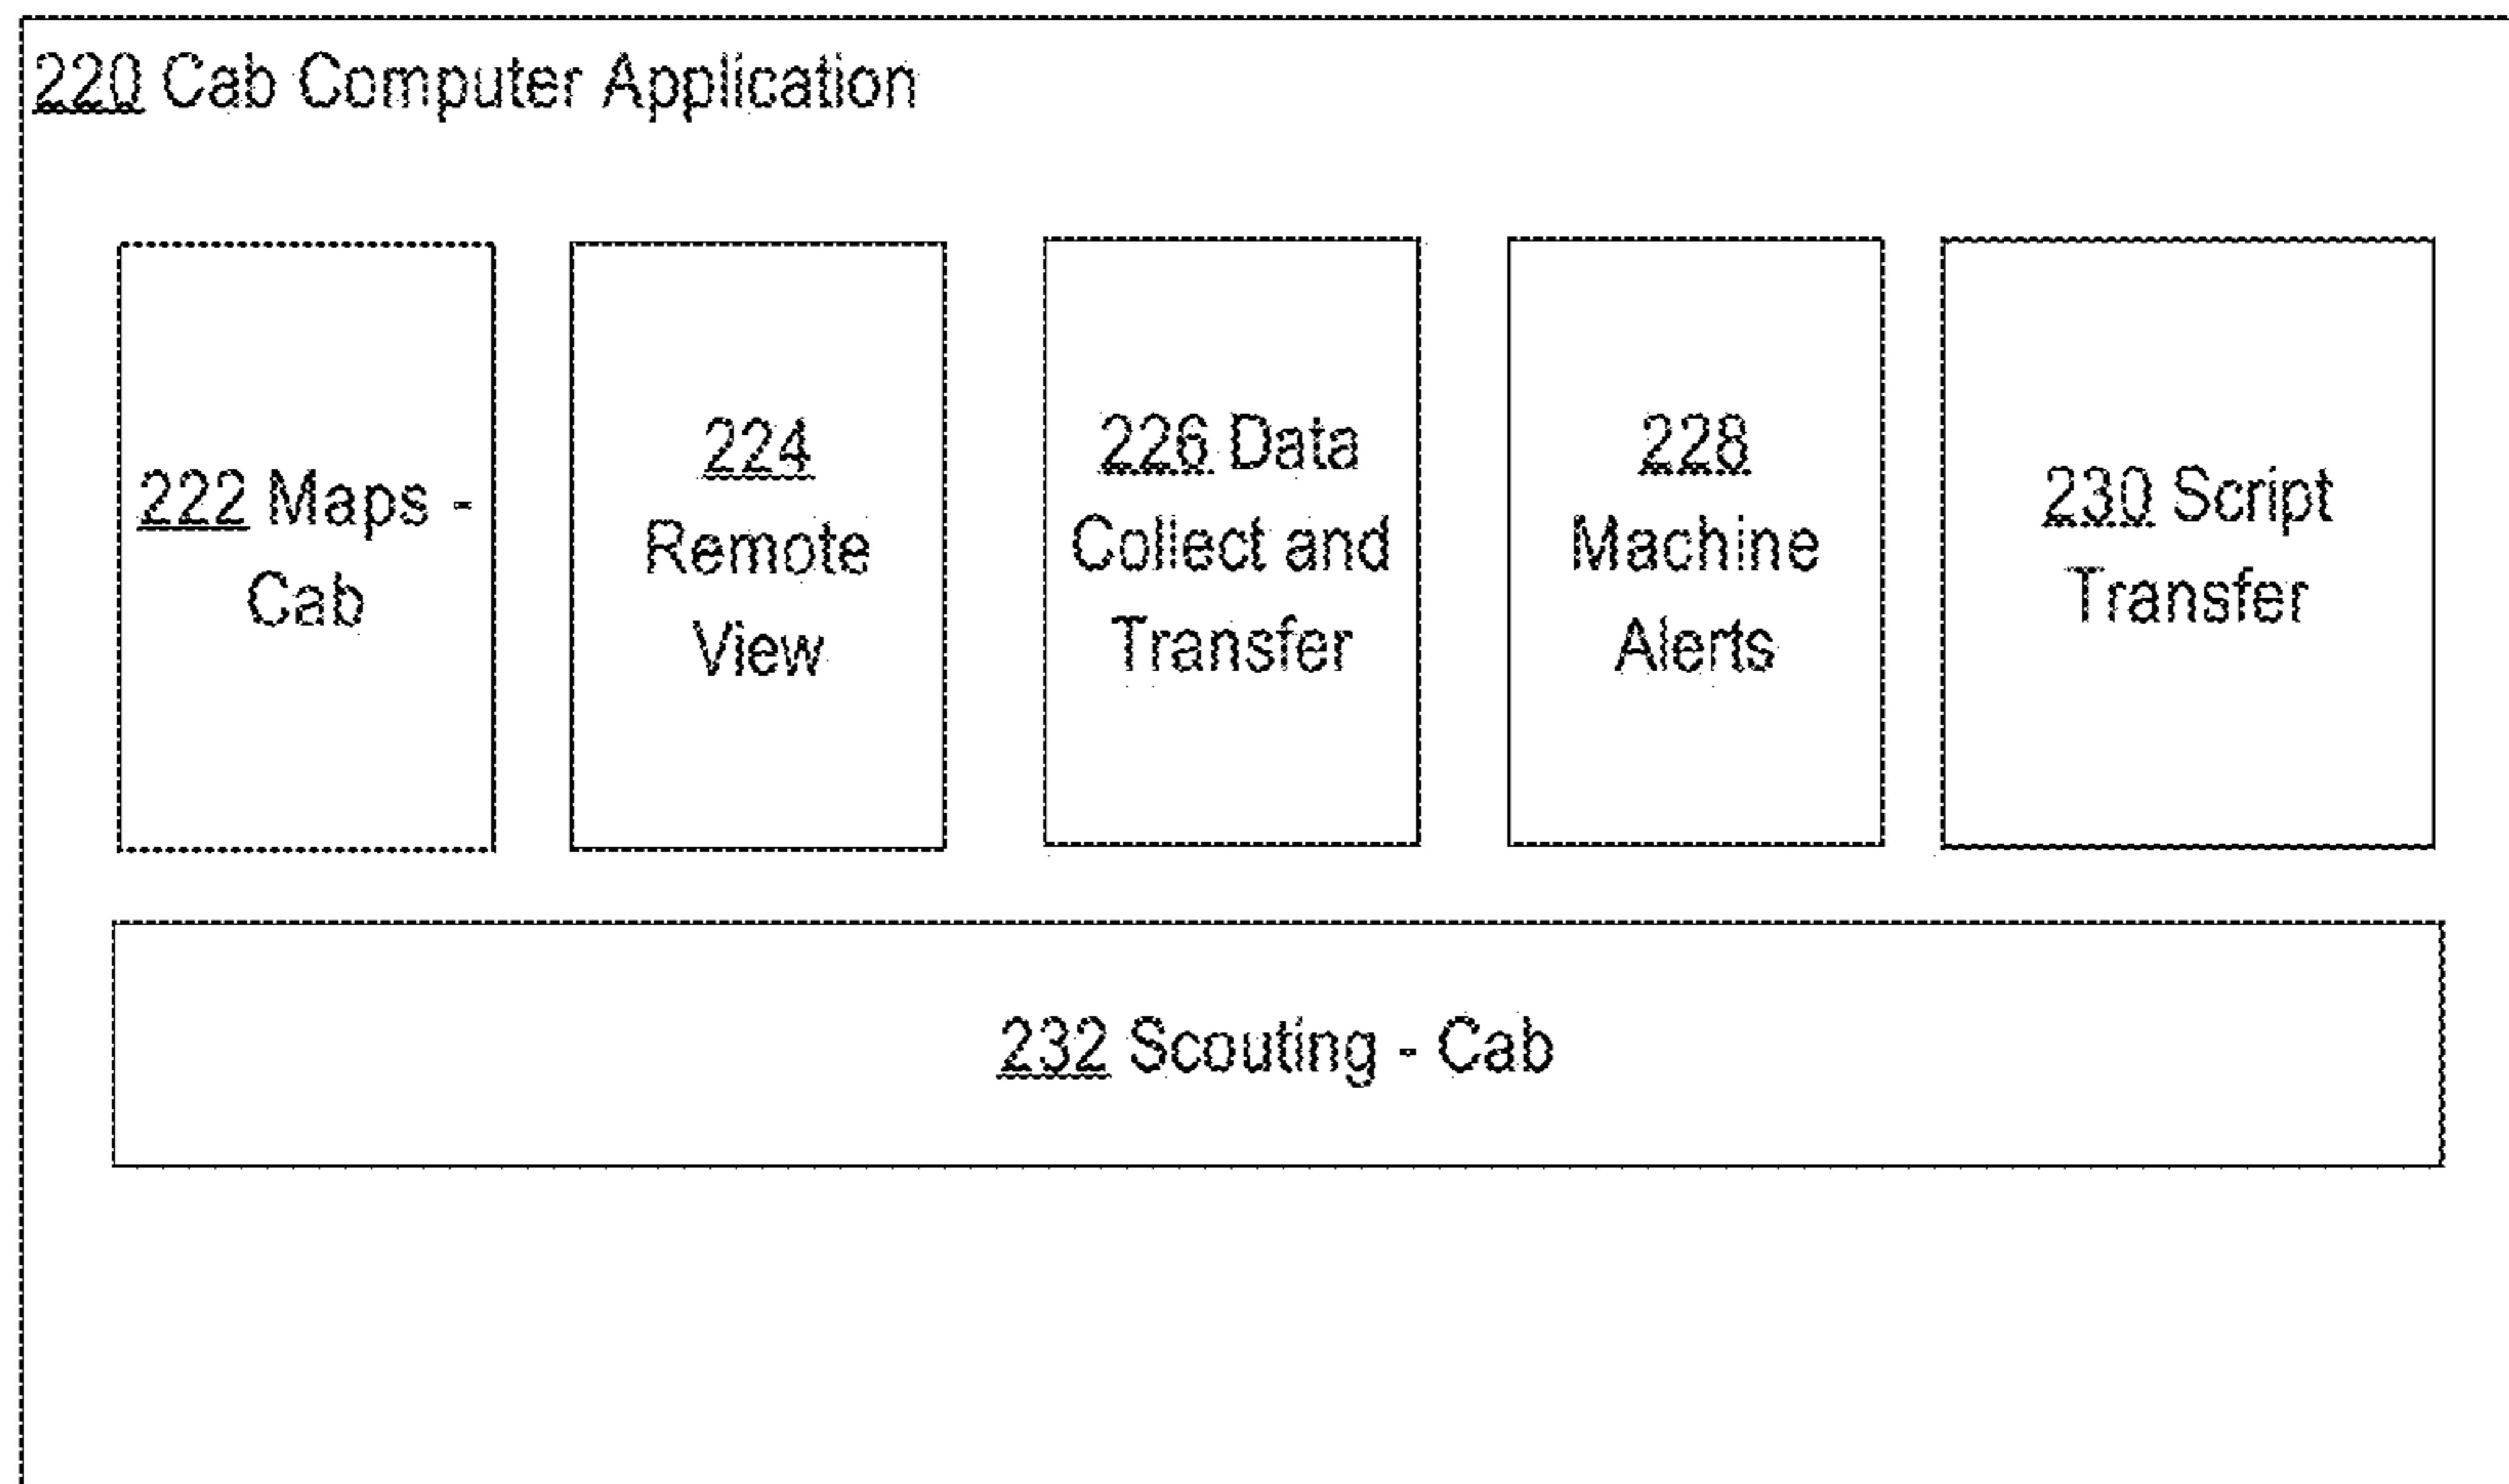 220 Cab Computer Application
222 Maps -
Cab
224
Remote
View
226 Data
Collect and
Transfer
228
Machine
Alerts
230 Script
Transfer
232 Scouting - Cab